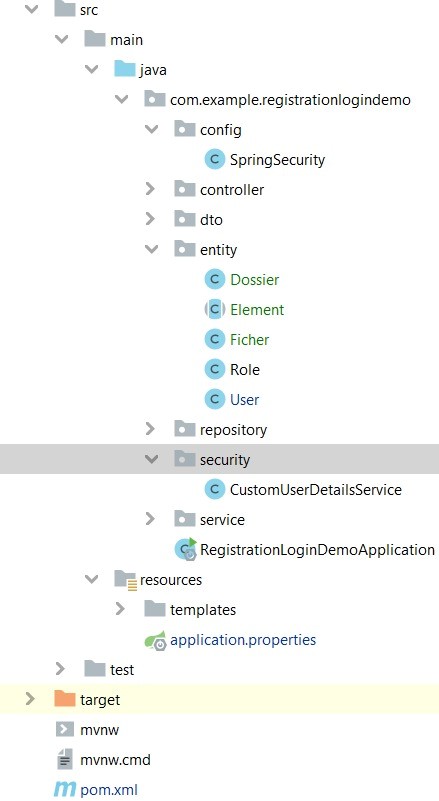 src
main
java
com.example.registrationlogindemo
config
SpringSecurity
controller
dto
entity
Dossier
Element
Ficher
Role
User
repository
security
CustomUserDetailsService
service
RegistrationLoginDemoApplication
resources
templates
application.properties
test
target
mvnw
mvnw.cmd
pom.xml